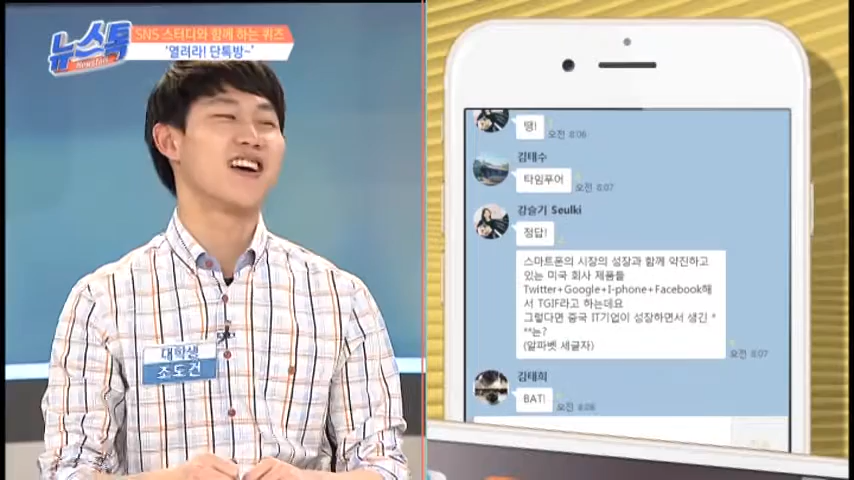 뉴스톡
Newstalk
SNS 스터디와 함께 하는 퀴즈
'열려라! 단톡방~'
대학생
조도건
땡!
오전 8:06
김태수
타임푸어
오전 8:07
강슬기 Seulki
정답!
스마트폰의 시장의 성장과 함께 약진하고
있는 미국 회사 제품들
Twitter+Google+I-phone+Facebook해
서 TGIF라고 하는데요
그렇다면 중국 IT기업이 성장하면서 생긴 *
**는?
(알파벳 세글자)
오전 8:07
김태희
BAT!
오전 8:08